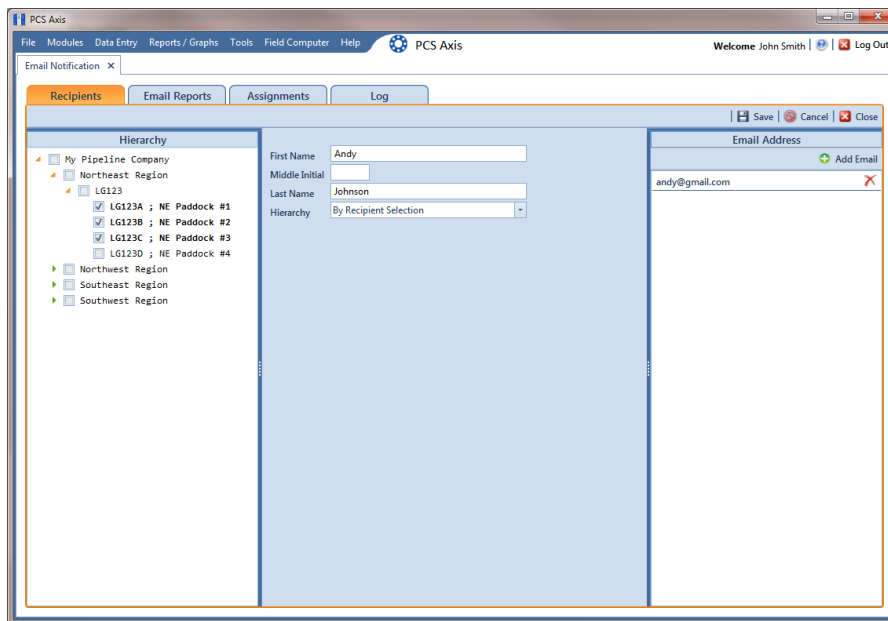 PCS Axis
File Modules Data Entry Reports / Graphs Tools Field Computer Help PCS Axis Welcome John Smith Log Out
Email Notification
Recipients Email Reports Assignments Log
Save Cancel Close
Hierarchy
My Pipeline Company
Northeast Region
LG123
LG123A ; NE Paddock #1
LG123B ; NE Paddock #2
LG123C ; NE Paddock #3
LG123D ; NE Paddock #4
Northwest Region
Southeast Region
Southwest Region
First Name Andy
Middle Initial
Last Name Johnson
Hierarchy By Recipient Selection
Email Address
Add Email
andy@gmail.com